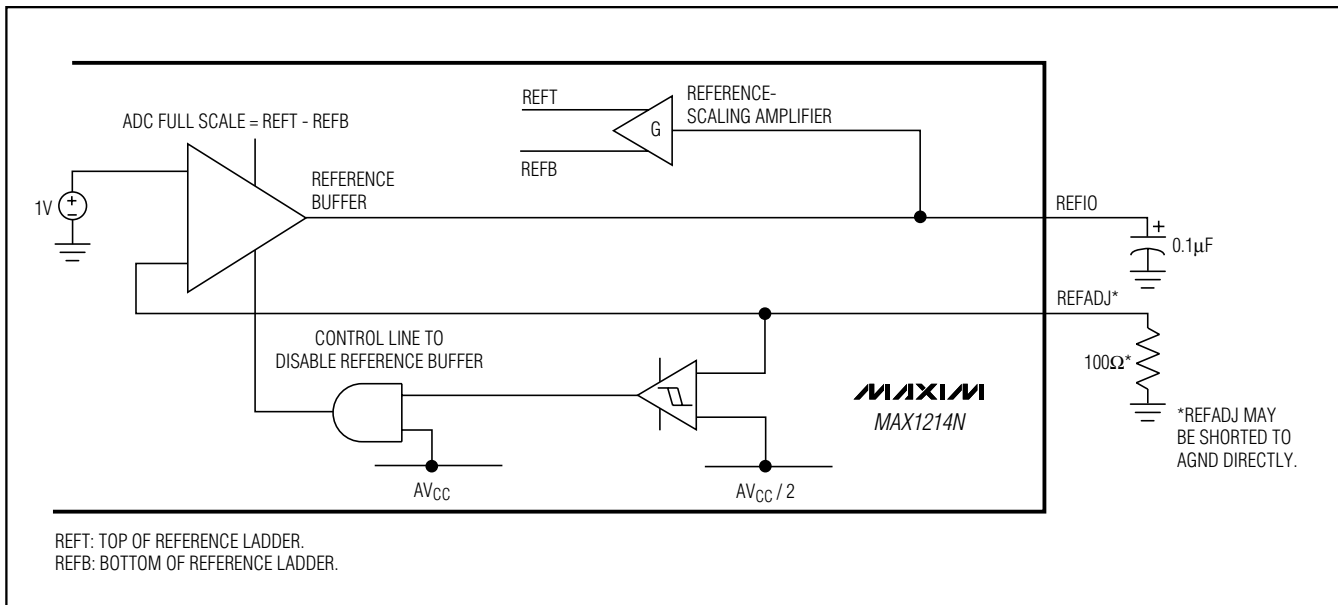 ADC FULL SCALE = REFT - REFB
REFT
REFB
G
REFERENCE-
SCALING AMPLIFIER
1V
+
−
REFERENCE
BUFFER
REFIO
+
0.1μF
REFADJ*
100Ω*
*REFADJ MAY
BE SHORTED TO
AGND DIRECTLY.
CONTROL LINE TO
DISABLE REFERENCE BUFFER
MAXIM
MAX1214N
AVCC
AVCC / 2
REFT: TOP OF REFERENCE LADDER.
REFB: BOTTOM OF REFERENCE LADDER.